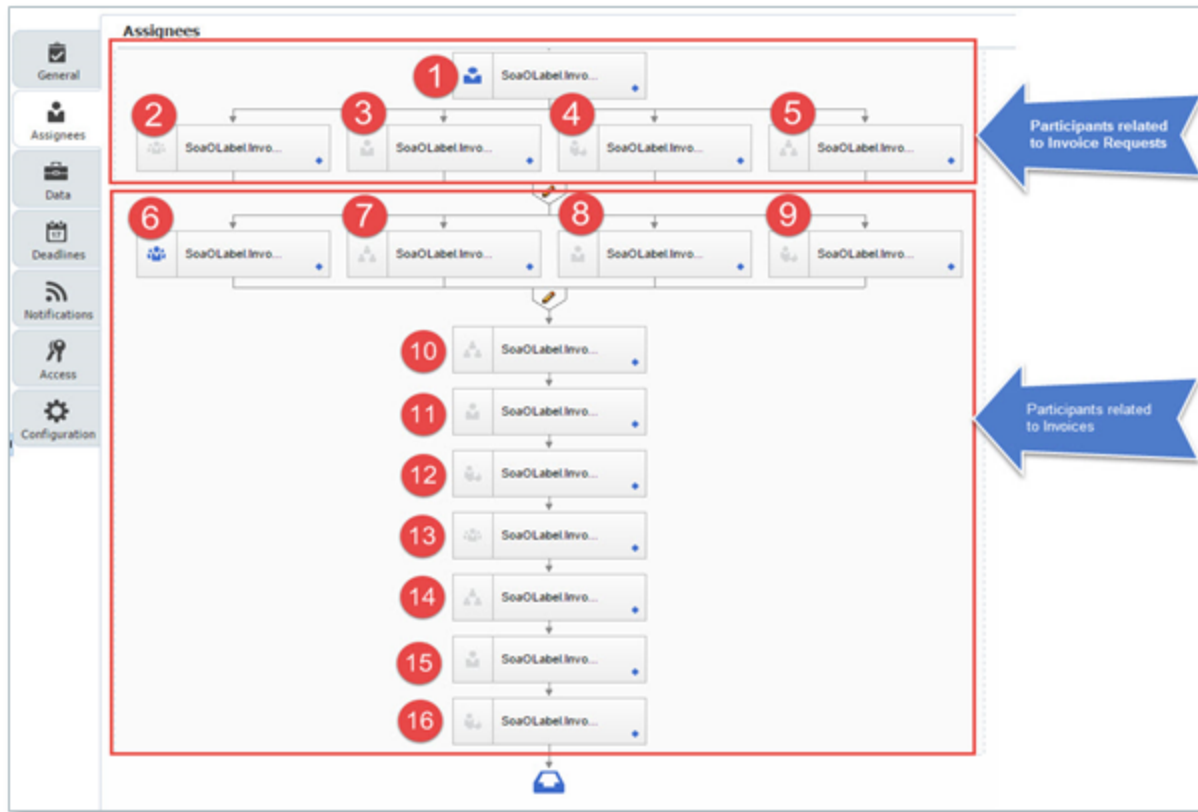 Assignees
General
Assignees
Data
Deadlines
17
Notifications
Access
Configuration
1 SoaOLabel.Invo...
2 SoaOLabel.Invo...
3 SoaOLabel.Invo...
4 SoaOLabel.Invo...
5 SoaOLabel.Invo...
Participants related
to Invoice Requests
6 SoaOLabel.Invo...
7 SoaOLabel.Invo...
8 SoaOLabel.Invo...
9 SoaOLabel.Invo...
10 SoaOLabel.Invo...
11 SoaOLabel.Invo...
12 SoaOLabel.Invo...
13 SoaOLabel.Invo...
14 SoaOLabel.Invo...
15 SoaOLabel.Invo...
16 SoaOLabel.Invo...
Participants related
to Invoices